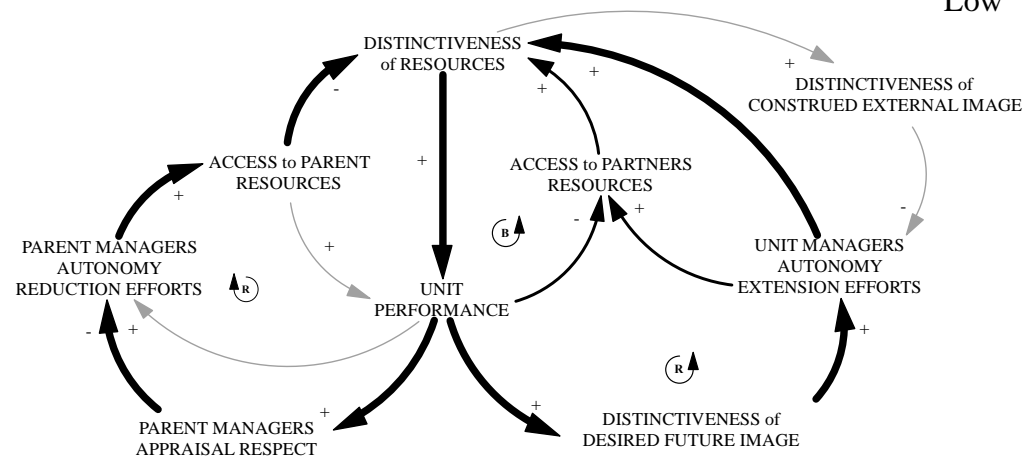 Low
DISTINCTIVENESS
of RESOURCES
+
-
+
+
DISTINCTIVENESS of
CONSTRUED EXTERNAL IMAGE
ACCESS to PARENT
RESOURCES
+
ACCESS to PARTNERS
RESOURCES
+
-
+
-
B
PARENT MANAGERS
AUTONOMY
REDUCTION EFFORTS
+
R
UNIT
PERFORMANCE
UNIT MANAGERS
AUTONOMY
EXTENSION EFFORTS
-
+
+
R
+
+
PARENT MANAGERS
APPRAISAL RESPECT
DISTINCTIVENESS of
DESIRED FUTURE IMAGE